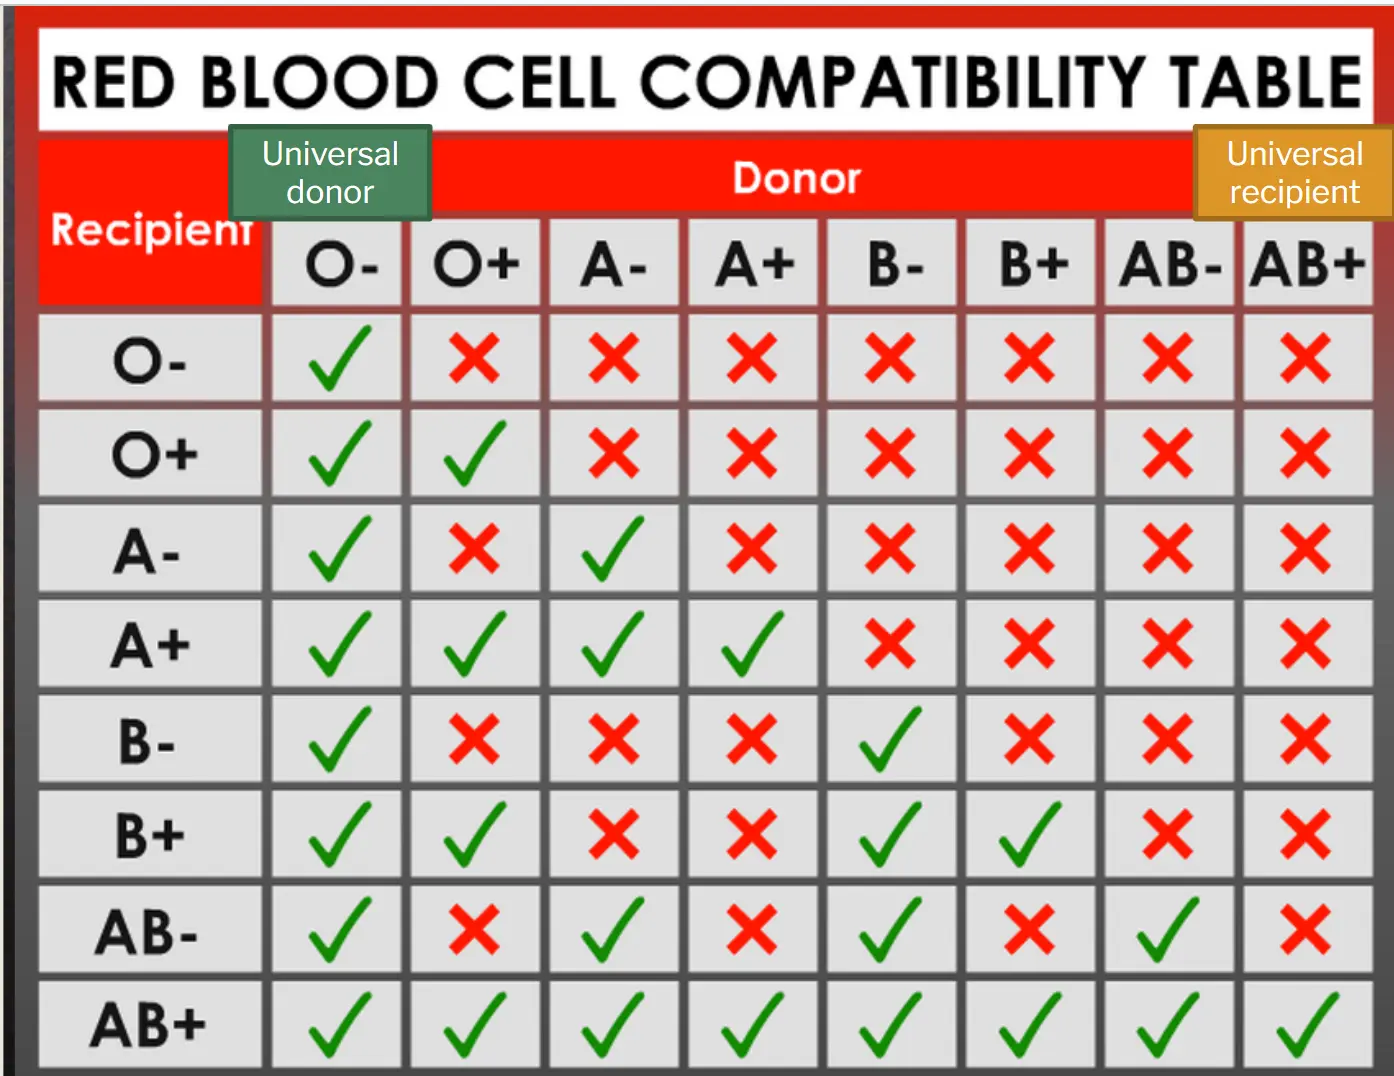 RED BLOOD CELL COMPATIBILITY TABLE
Universal
donor
Donor
Universal
recipient
Recipient
O- O+ A- A+ B- B+ AB- AB+
O-
O+
A-
A+
B-
B+
AB-
AB+